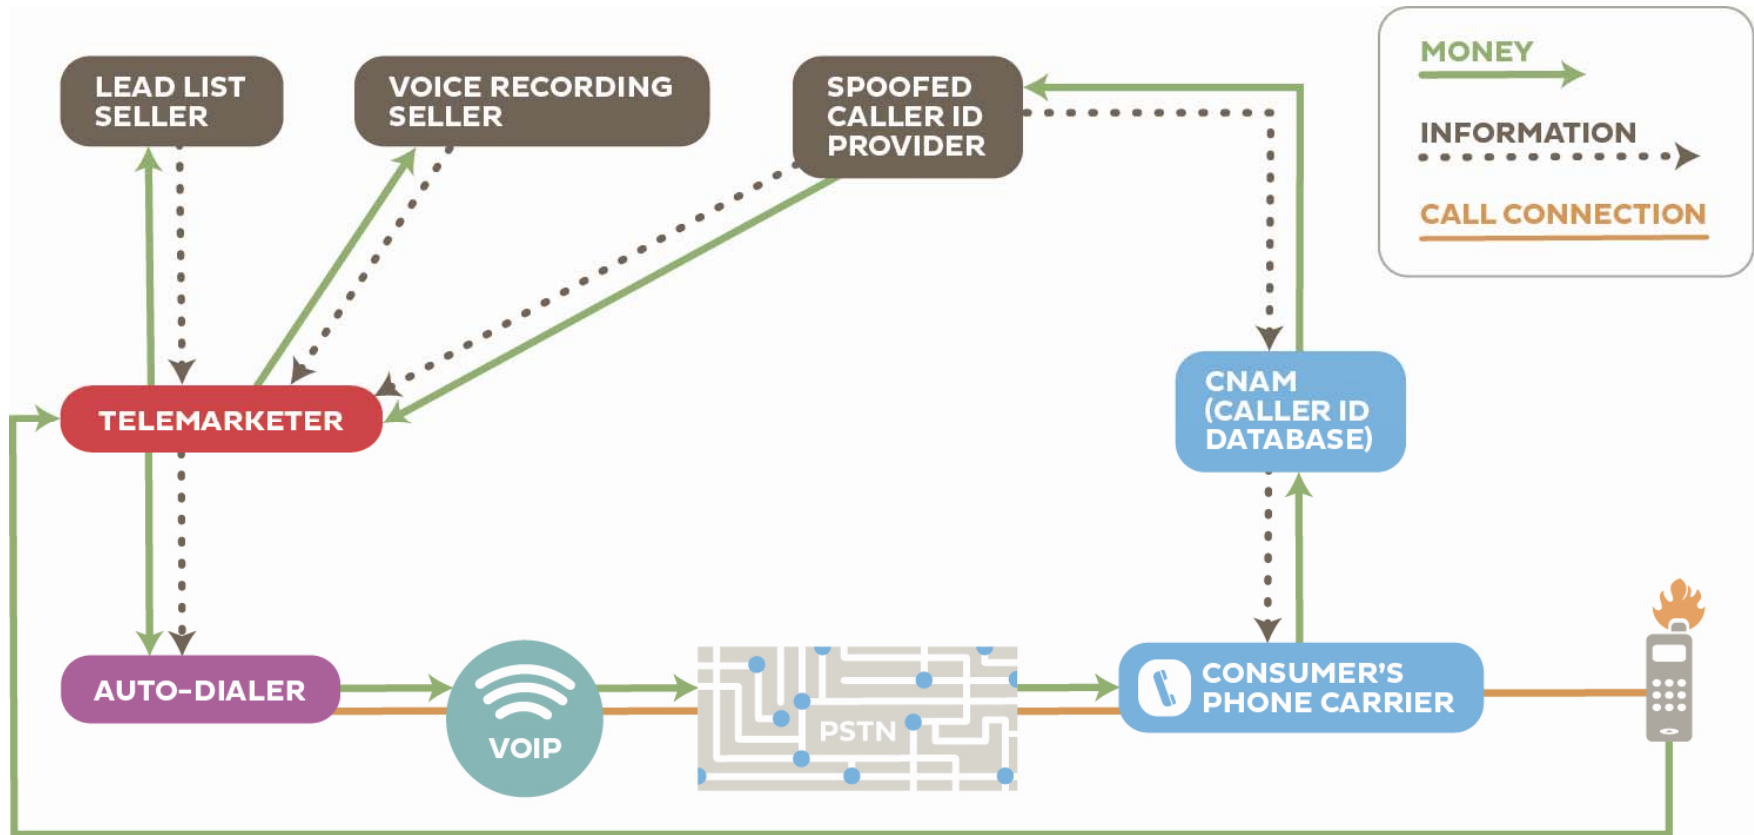 LEAD LIST
SELLER
VOICE RECORDING
SELLER
SPOOFED
CALLER ID
PROVIDER
MONEY
INFORMATION
CALL CONNECTION
TELEMARKETER
CNAM
(CALLER ID
DATABASE)
AUTO-DIALER
VOIP
PSTN
CONSUMER'S
PHONE CARRIER